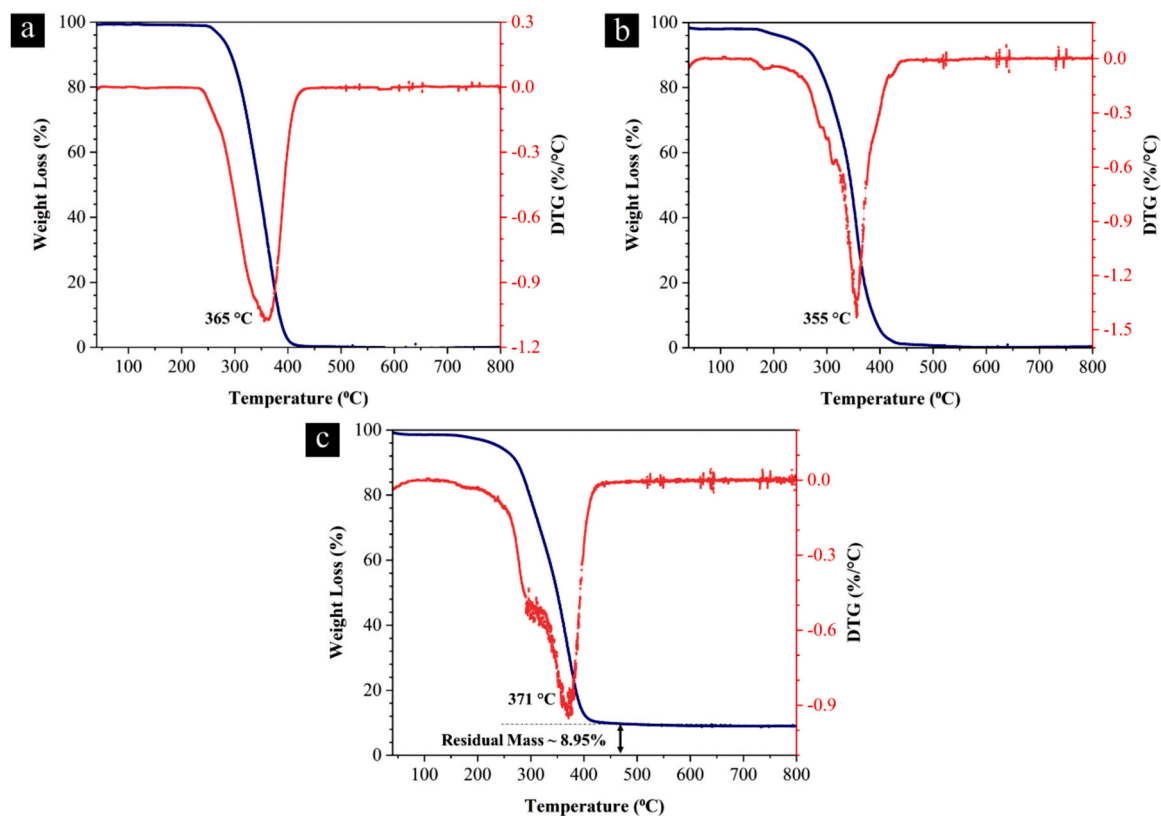 a
100
80
60
40
20
0
Weight Loss (%)
0.3
0.0
-0.3
-0.6
-0.9
-1.2
DTG (%/°C)
365 °C
100 200 300 400 500 600 700 800
Temperature (⁰C)
b
100
80
60
40
20
0
Weight Loss (%)
0.0
-0.3
-0.6
-0.9
-1.2
-1.5
DTG (%/°C)
355 °C
100 200 300 400 500 600 700 800
Temperature (⁰C)
c
100
80
60
40
20
0
Weight Loss (%)
0.0
-0.3
-0.6
-0.9
DTG (%/°C)
371 °C
Residual Mass ~ 8.95%
100 200 300 400 500 600 700 800
Temperature (⁰C)